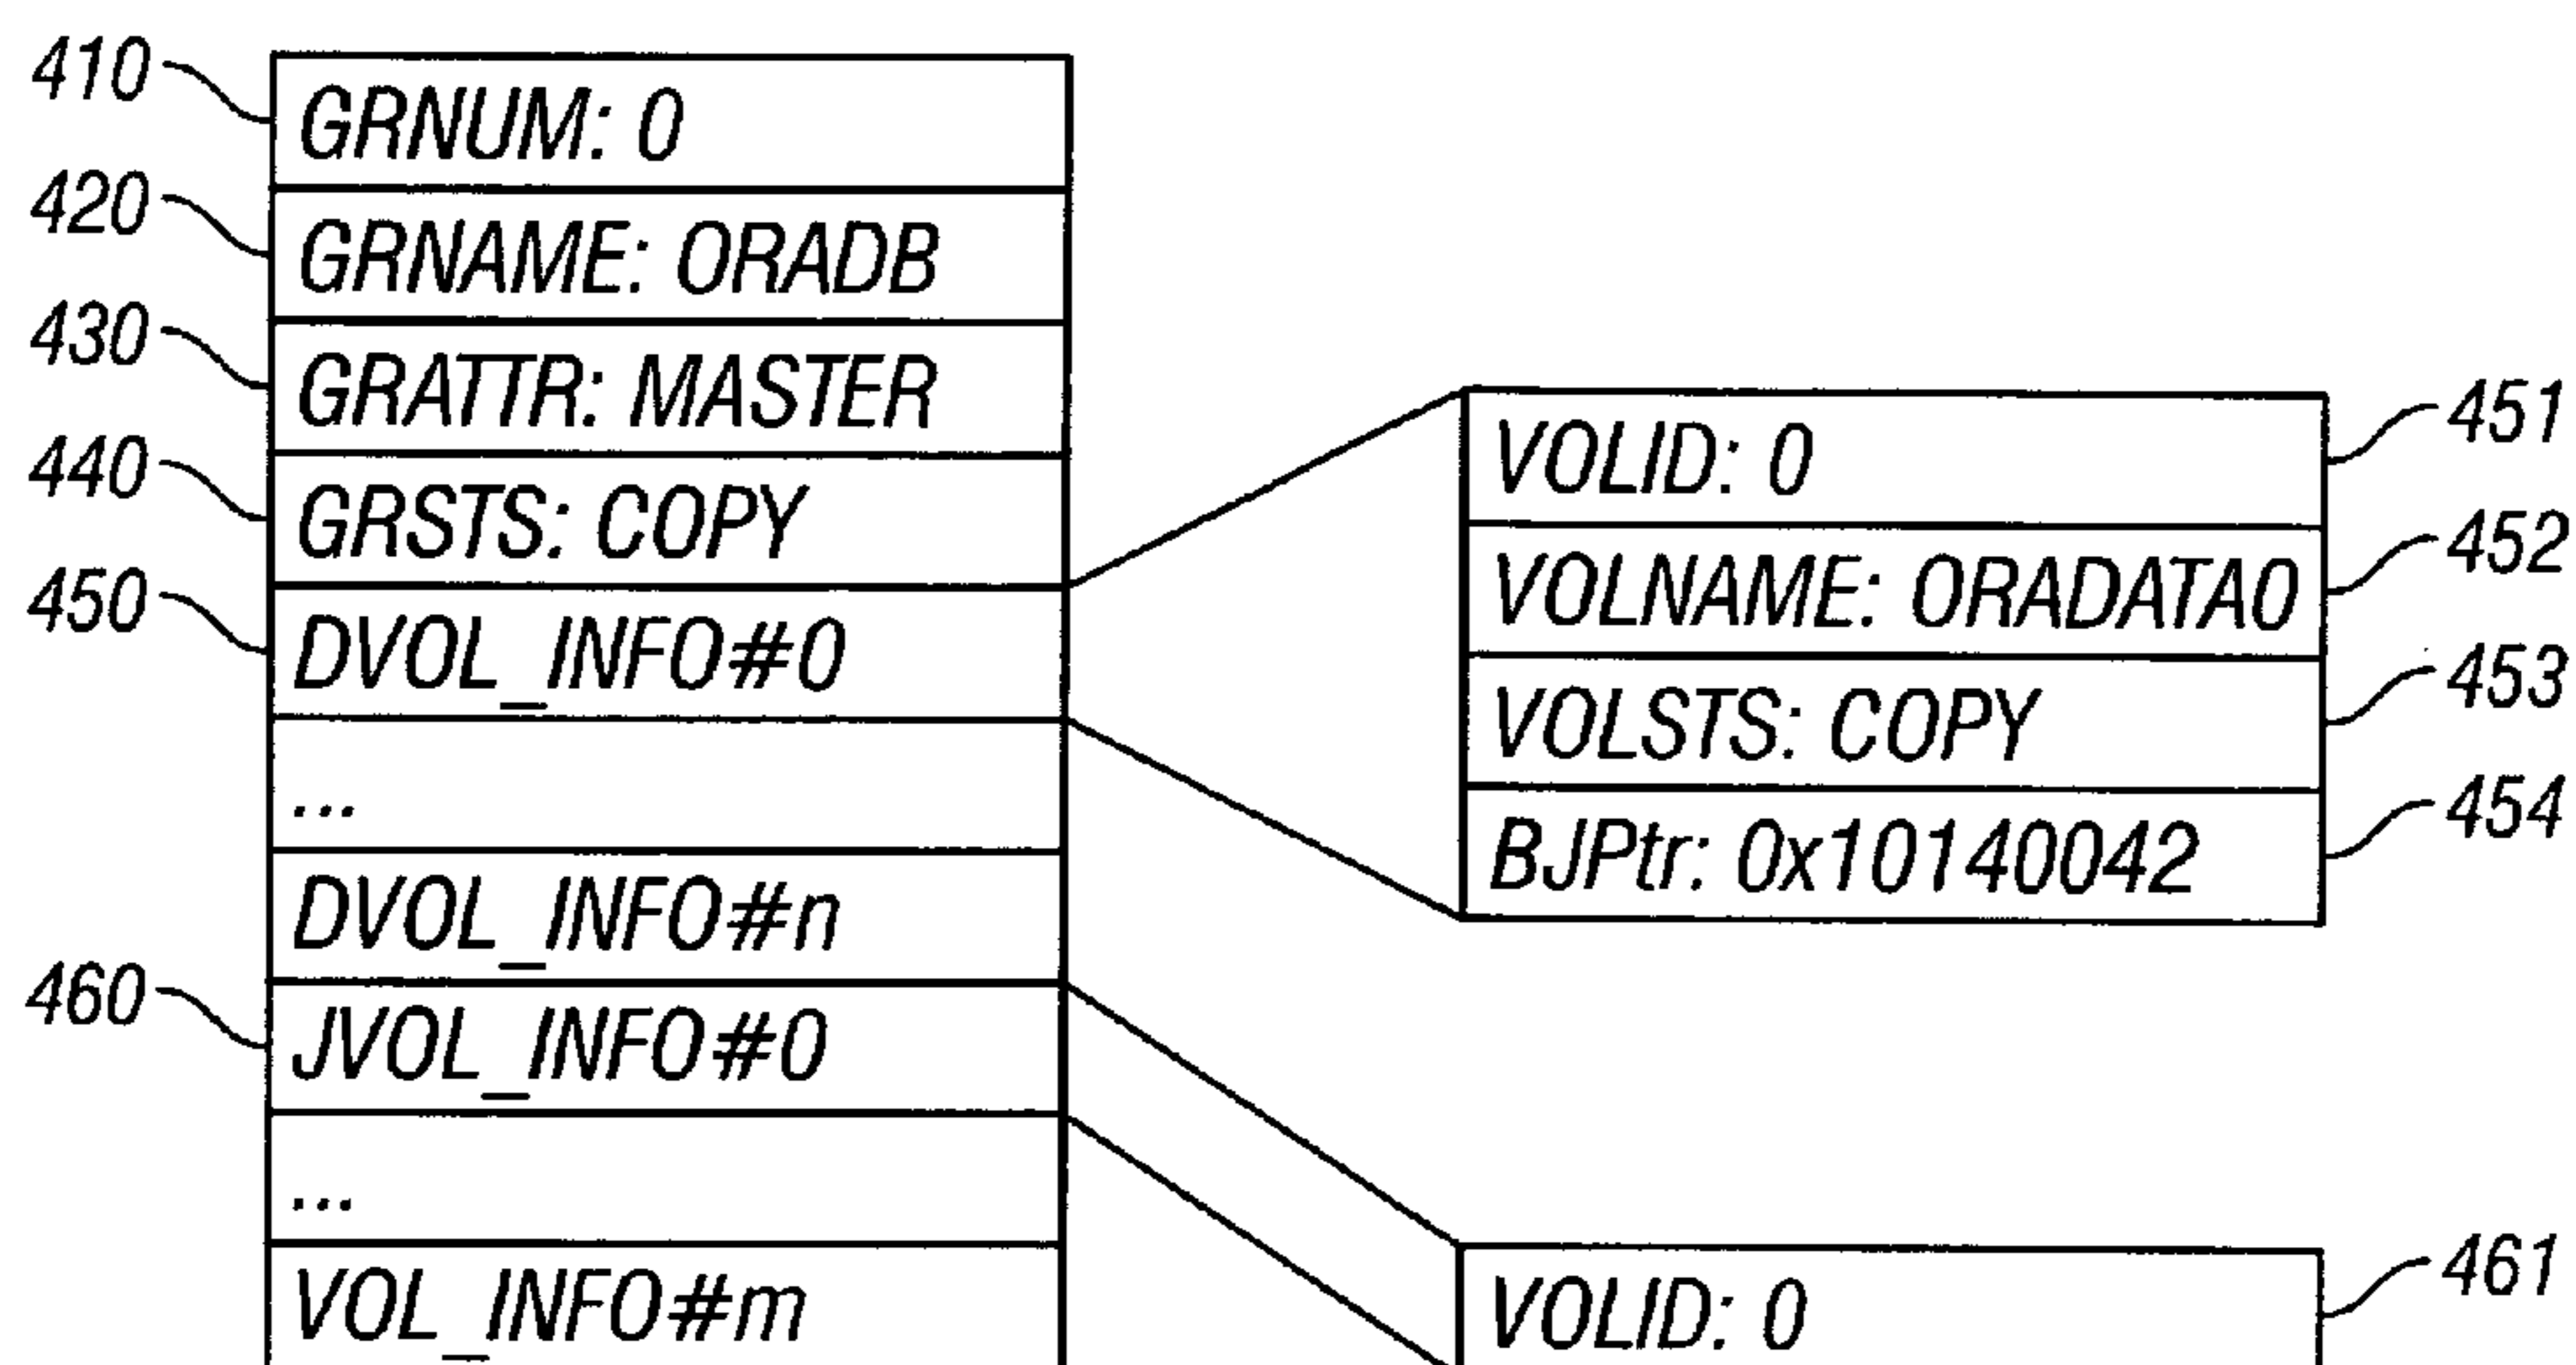 410
GRNUM: 0
420
GRNAME: ORADB
430
GRATTR: MASTER
440
GRSTS: COPY
450
DVOL_INFO#0
...
DVOL_INFO#n
460
JVOL_INFO#0
...
VOL_INFO#m
VOLID: 0
451
VOLNAME: ORADATA0
452
VOLSTS: COPY
453
BJPtr: 0x10140042
454
VOLID: 0
461